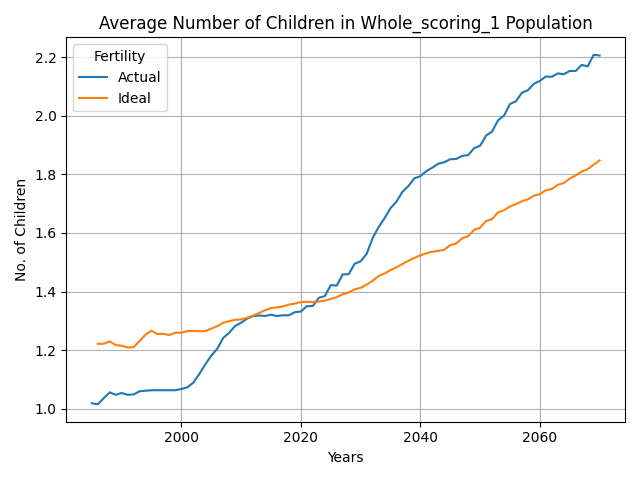 Average Number of Children in Whole_scoring_1 Population
Fertility
Actual
Ideal
No. of Children
2.2
2.0
1.8
1.6
1.4
1.2
1.0
2000
2020
2040
2060
Years